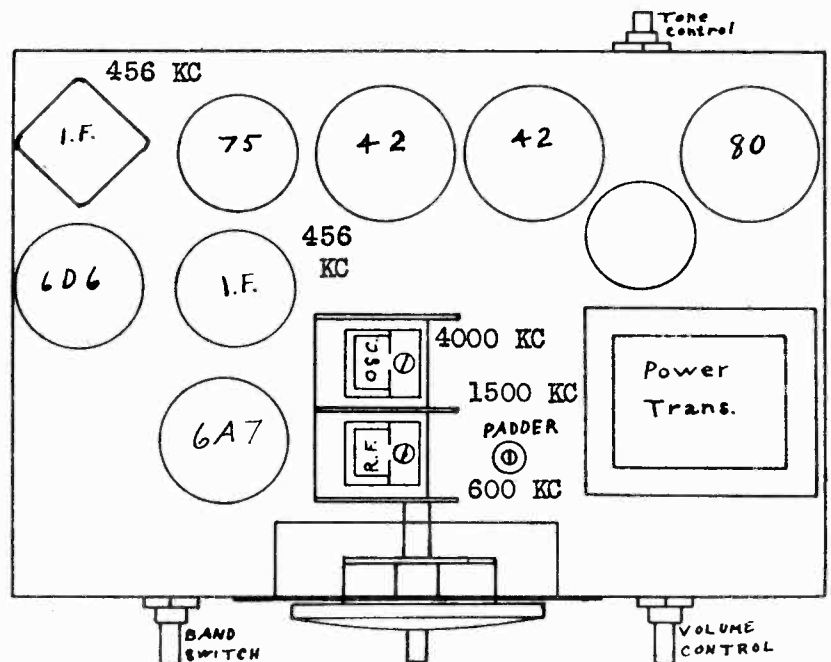 Tone
control
456 KC
I.F.
75
42
42
80
6D6
I.F.
456
KC
OSC.
4000 KC
1500 KC
Power
Trans.
6A7
R.F.
PADDER
600 KC
BAND
SWITCH
VOLUME
CONTROL